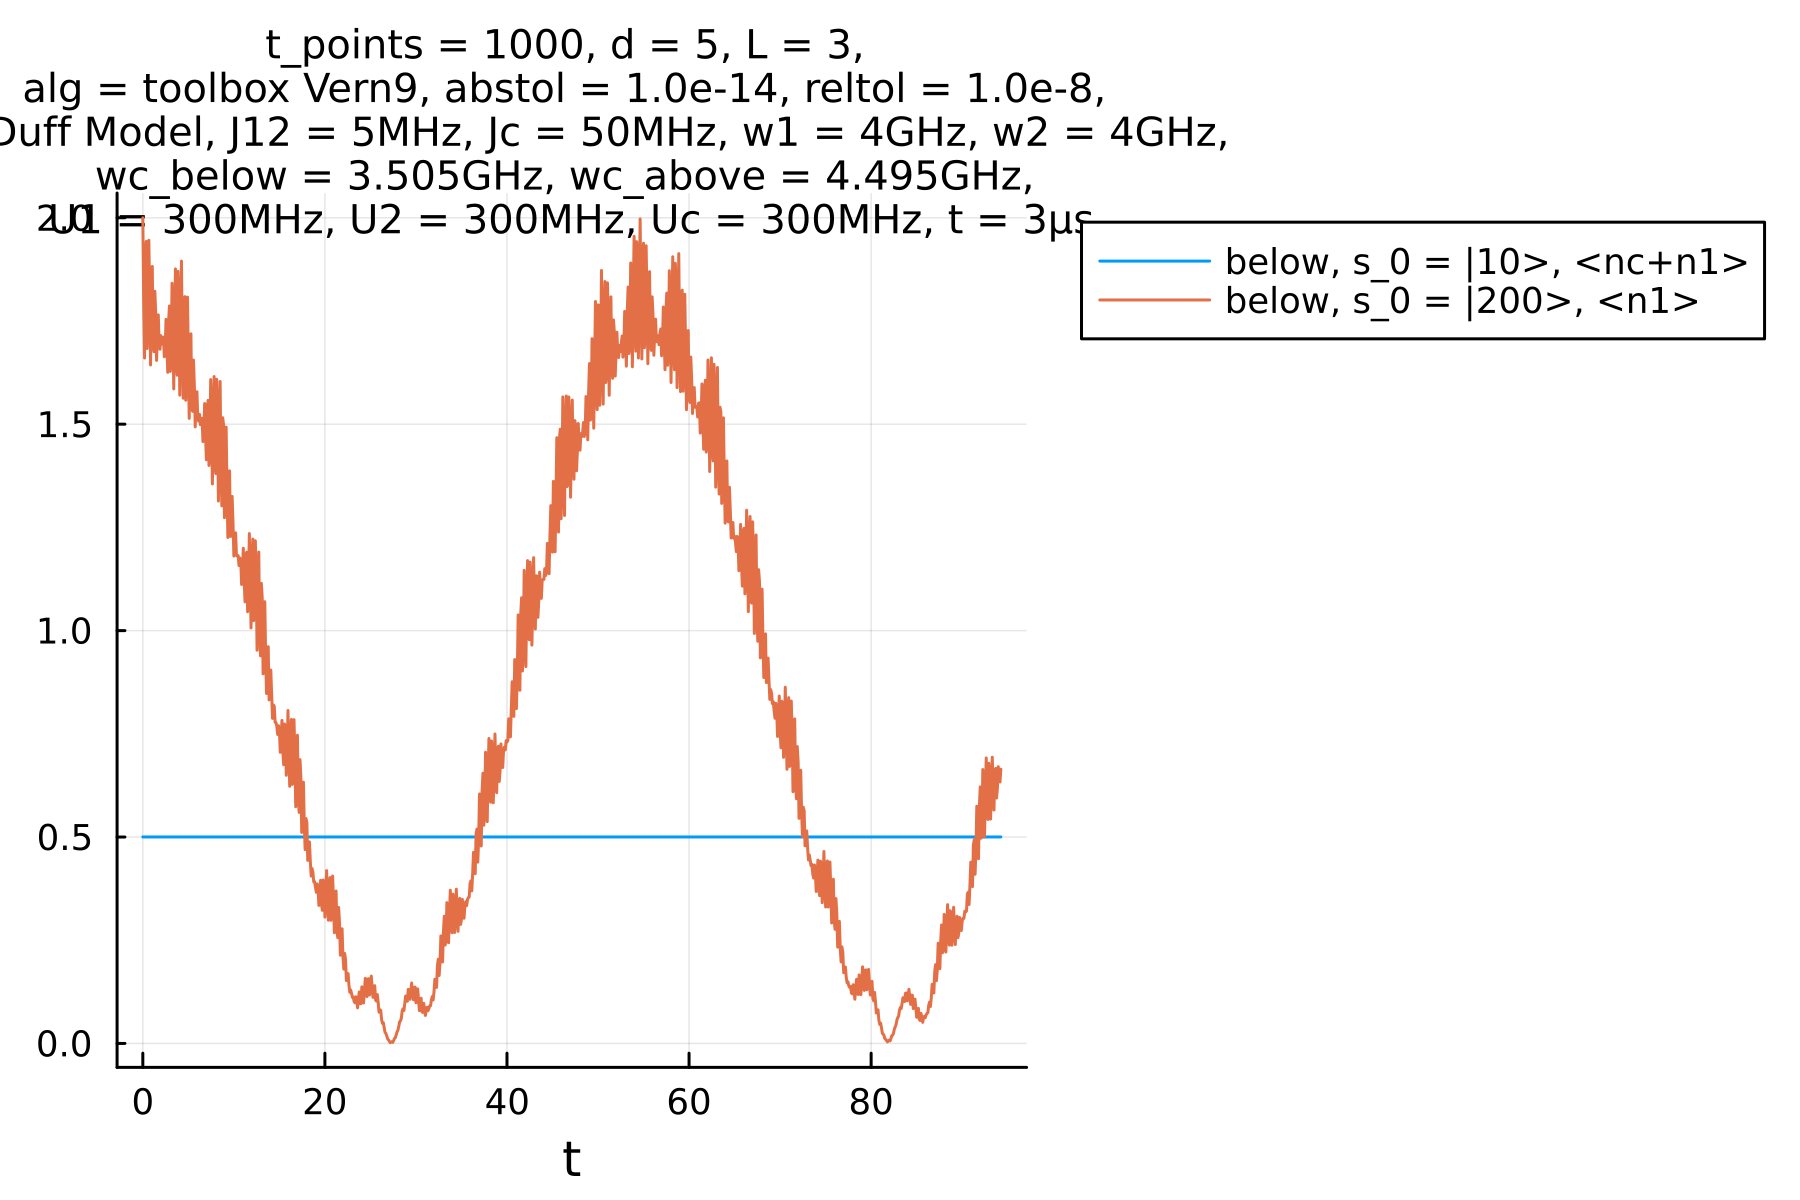 t_points = 1000, d = 5, L = 3,
alg = toolbox Vern9, abstol = 1.0e-14, reltol = 1.0e-8,
Duff Model, J12 = 5MHz, Jc = 50MHz, w1 = 4GHz, w2 = 4GHz,
wc_below = 3.505GHz, wc_above = 4.495GHz,
U1 = 300MHz, U2 = 300MHz, Uc = 300MHz, t = 3μs
below, s_0 = |10>, <nc+n1>
below, s_0 = |200>, <n1>
2.0
1.5
1.0
0.5
0.0
0 20 40 60 80
t